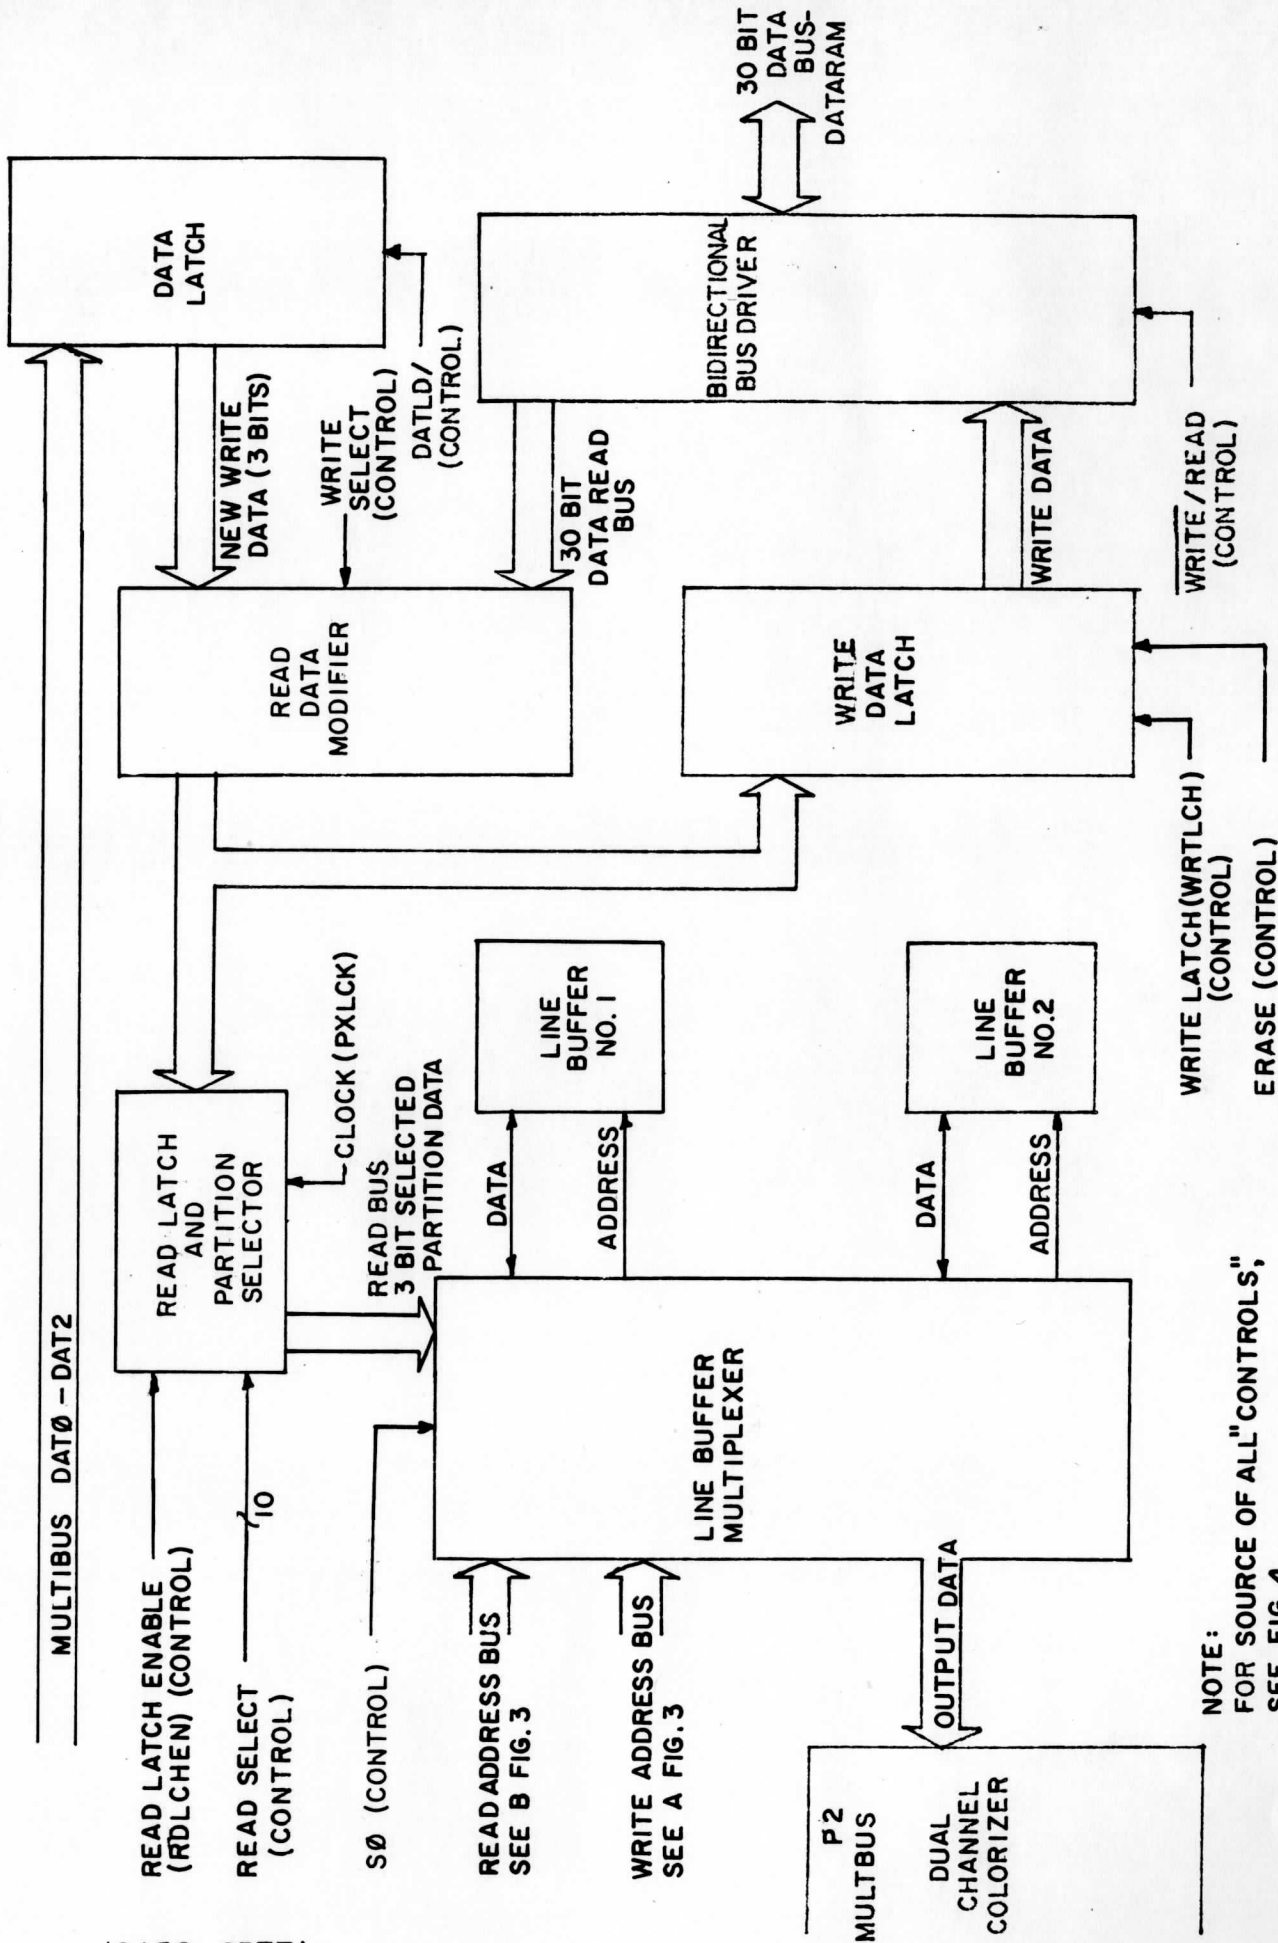 MULTIBUS DATØ - DAT2
DATA
LATCH
NEW WRITE
DATA (3 BITS)
WRITE
SELECT
(CONTROL)
DATLD/
(CONTROL)
READ
DATA
MODIFIER
30 BIT
DATA READ
BUS
BIDIRECTIONAL
BUS DRIVER
30 BIT
DATA
BUS-
DATARAM
WRITE DATA
WRITE
DATA
LATCH
WRITE/READ
(CONTROL)
WRITE LATCH(WRTLCH)
(CONTROL)
ERASE (CONTROL)
READ LATCH ENABLE
(RDLCHEN) (CONTROL)
READ SELECT
(CONTROL)
10
READ LATCH
AND
PARTITION
SELECTOR
CLOCK (PXLCK)
READ BUS
3 BIT SELECTED
PARTITION DATA
SØ (CONTROL)
READ ADDRESS BUS
SEE B FIG. 3
WRITE ADDRESS BUS
SEE A FIG. 3
LINE BUFFER
MULTIPLEXER
DATA
ADDRESS
LINE
BUFFER
NO. 1
DATA
ADDRESS
LINE
BUFFER
NO.2
OUTPUT DATA
P2
MULTBUS
DUAL
CHANNEL
COLORIZER
NOTE:
FOR SOURCE OF ALL "CONTROLS",
SEE FIG. 4